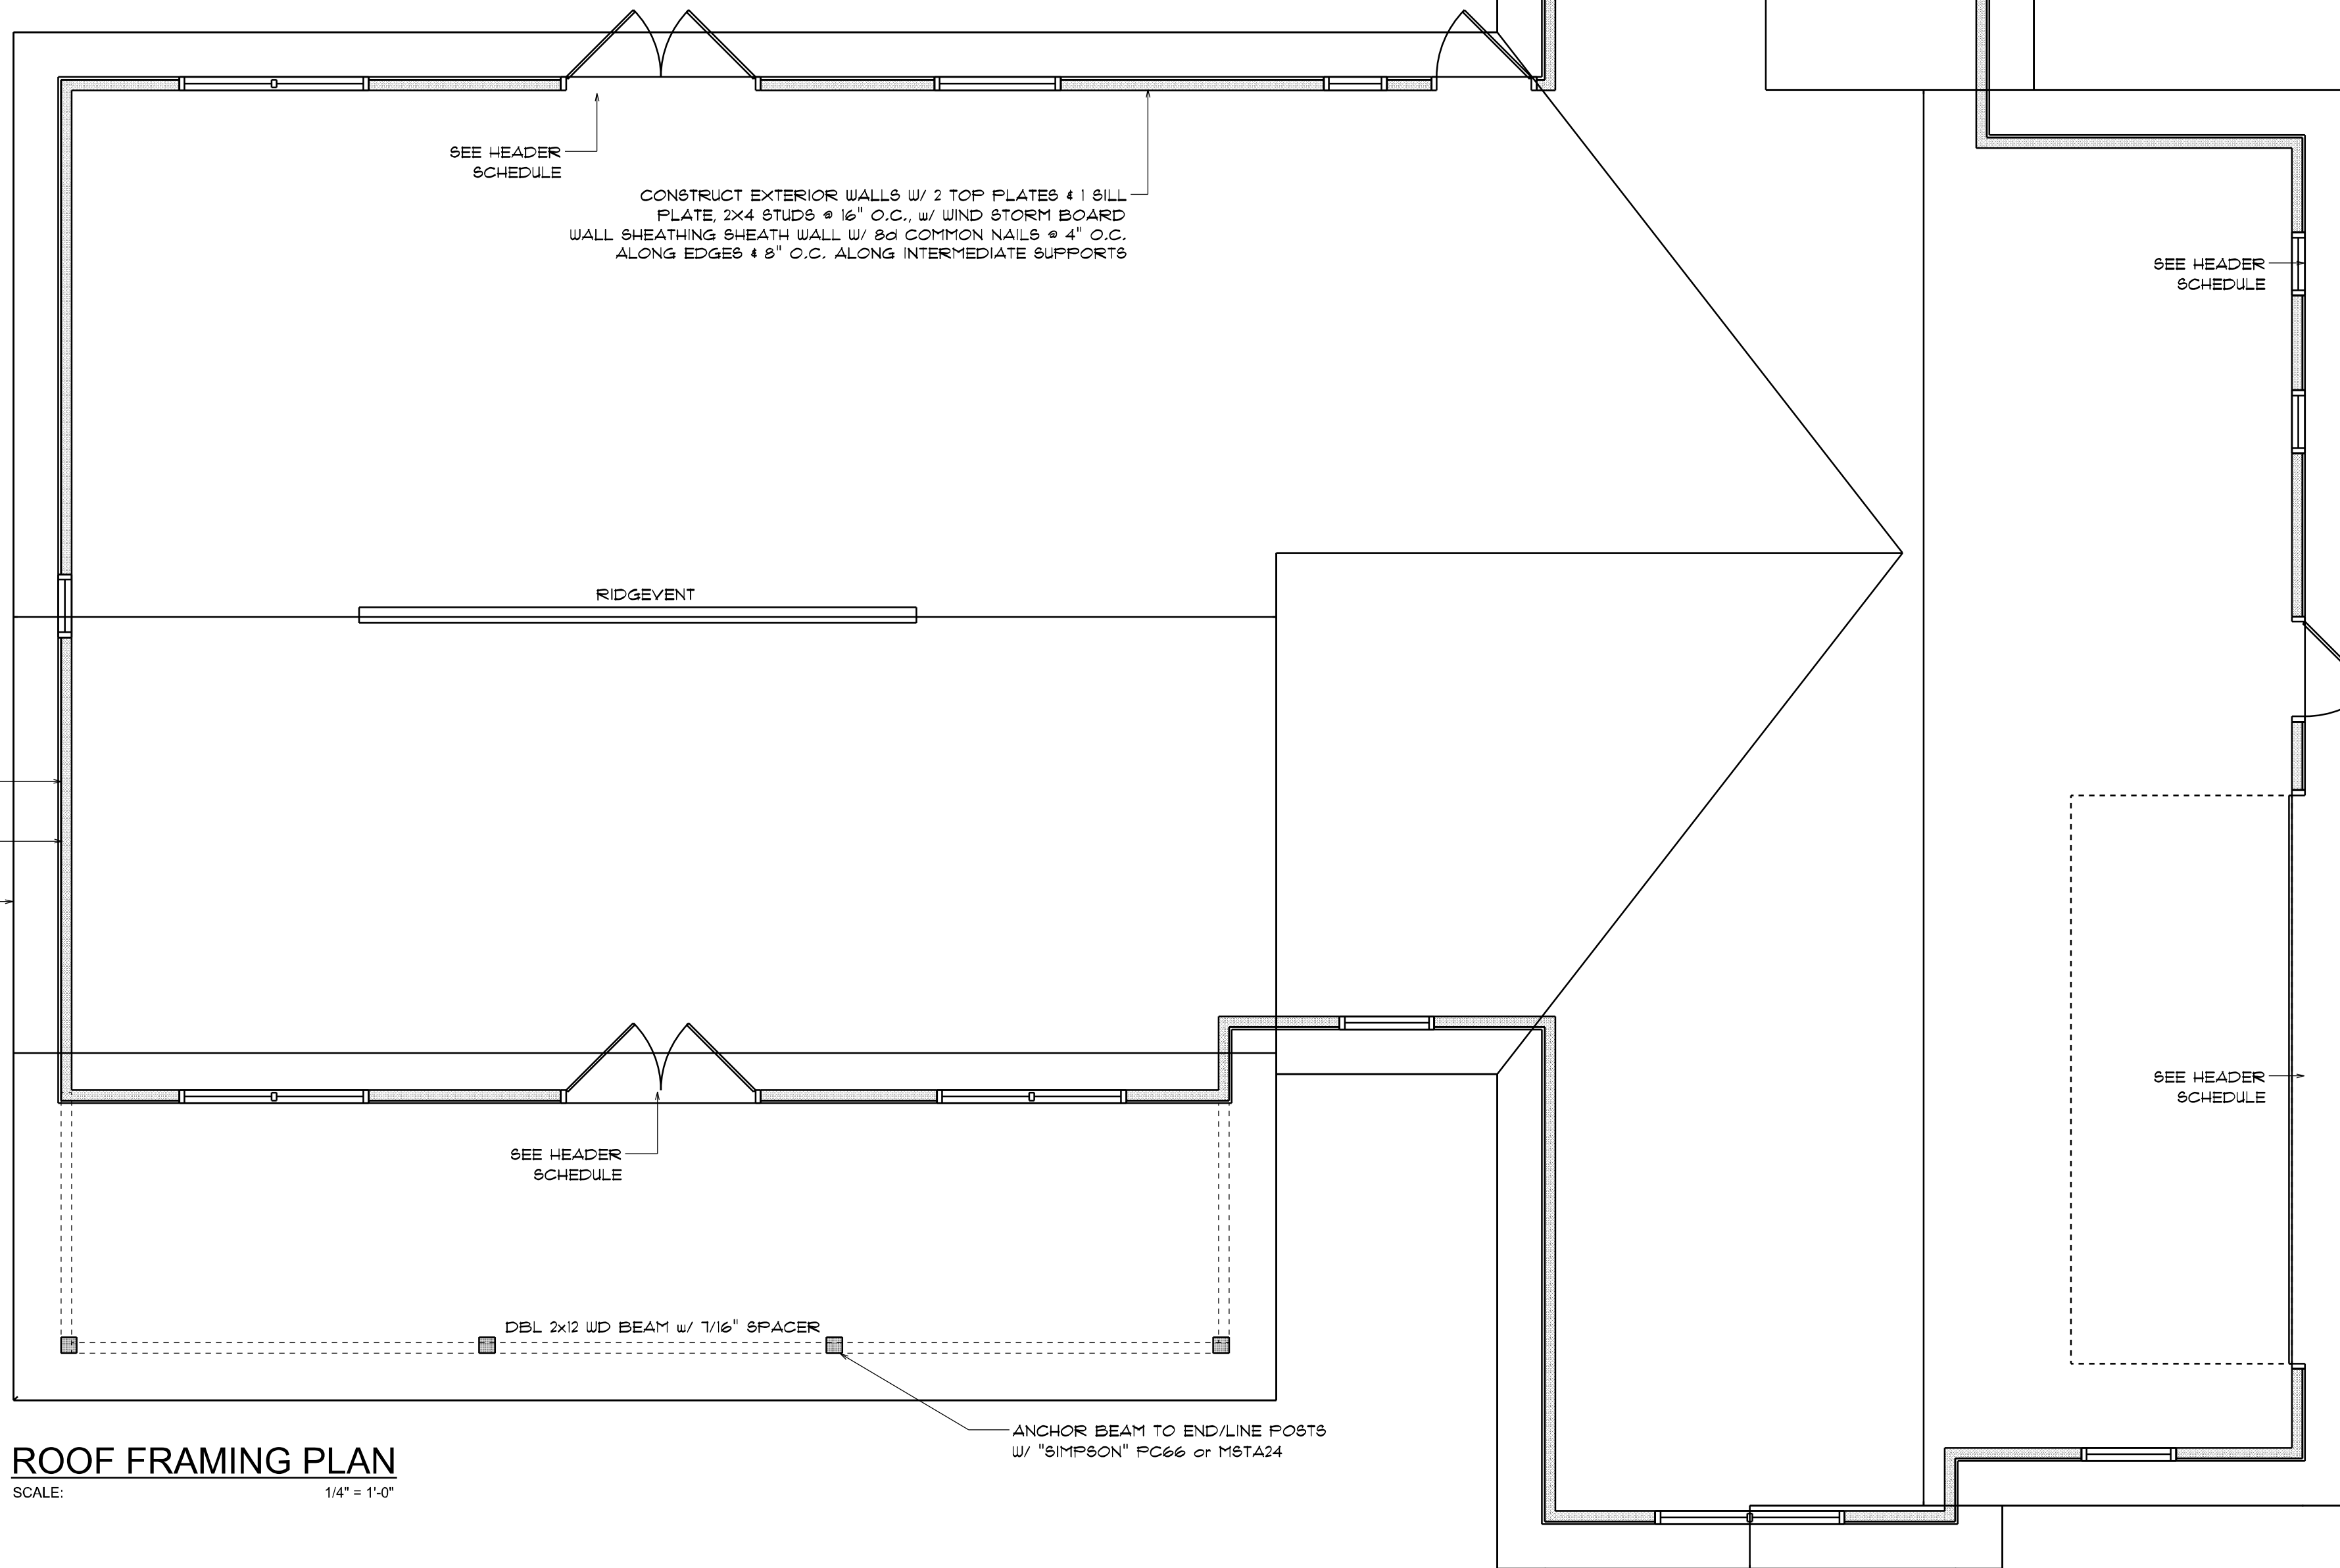 SEE HEADER
SCHEDULE
CONSTRUCT EXTERIOR WALLS W/ 2 TOP PLATES & 1 SILL
PLATE, 2X4 STUDS @ 16" O.C., w/ WIND STORM BOARD
WALL SHEATHING SHEATH WALL W/ 8d COMMON NAILS @ 4" O.C.
ALONG EDGES & 8" O.C. ALONG INTERMEDIATE SUPPORTS
SEE HEADER
SCHEDULE
RIDGEVENT
SEE HEADER
SCHEDULE
SEE HEADER
SCHEDULE
DBL 2x12 WD BEAM w/ 7/16" SPACER
ANCHOR BEAM TO END/LINE POSTS
W/ "SIMPSON" PC66 or MSTA24
ROOF FRAMING PLAN
SCALE: 1/4" = 1'-0"